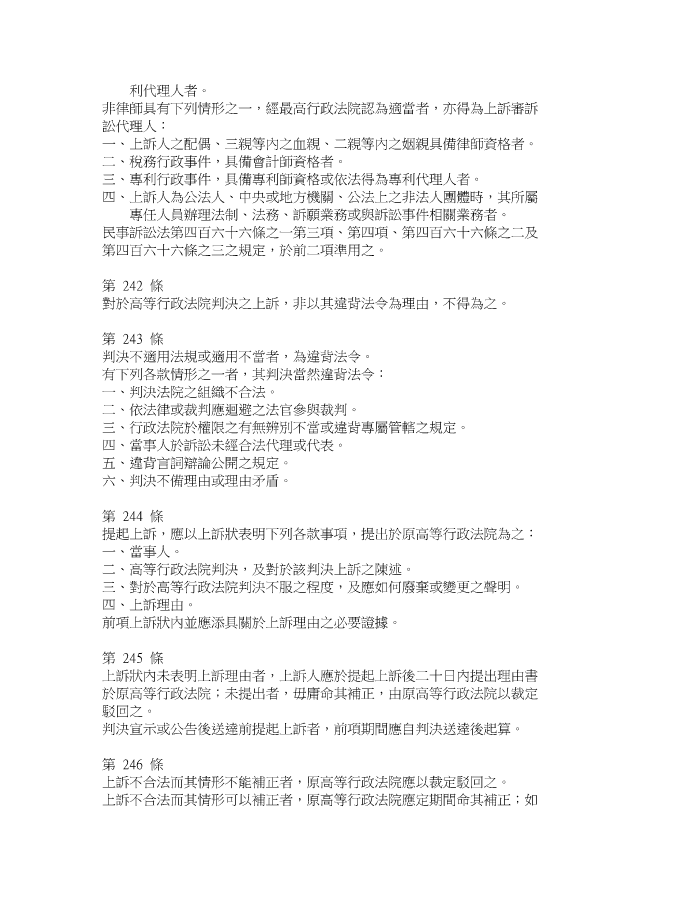 利代理人者。
非律師具有下列情形之一，經最高行政法院認為適當者，亦得為上訴審訴
訟代理人：
一、上訴人之配偶、三親等內之血親、二親等內之姻親具備律師資格者。
二、稅務行政事件，具備會計師資格者。
三、專利行政事件，具備專利師資格或依法得為專利代理人者。
四、上訴人為公法人、中央或地方機關、公法上之非法人團體時，其所屬
專任人員辦理法制、法務、訴願業務或與訴訟事件相關業務者。
民事訴訟法第四百六十六條之一第三項、第四項、第四百六十六條之二及
第四百六十六條之三之規定，於前二項準用之。
第 242 條
對於高等行政法院判決之上訴，非以其違背法令為理由，不得為之。
第 243 條
判決不適用法規或適用不當者，為違背法令。
有下列各款情形之一者，其判決當然違背法令：
一、判決法院之組織不合法。
二、依法律或裁判應迴避之法官參與裁判。
三、行政法院於權限之有無辨別不當或違背專屬管轄之規定。
四、當事人於訴訟未經合法代理或代表。
五、違背言詞辯論公開之規定。
六、判決不備理由或理由矛盾。
第 244 條
提起上訴，應以上訴狀表明下列各款事項，提出於原高等行政法院為之：
一、當事人。
二、高等行政法院判決，及對於該判決上訴之陳述。
三、對於高等行政法院判決不服之程度，及應如何廢棄或變更之聲明。
四、上訴理由。
前項上訴狀內並應添具關於上訴理由之必要證據。
第 245 條
上訴狀內未表明上訴理由者，上訴人應於提起上訴後二十日內提出理由書
於原高等行政法院；未提出者，毋庸命其補正，由原高等行政法院以裁定
駁回之。
判決宣示或公告後送達前提起上訴者，前項期間應自判決送達後起算。
第 246 條
上訴不合法而其情形不能補正者，原高等行政法院應以裁定駁回之。
上訴不合法而其情形可以補正者，原高等行政法院應定期間命其補正；如